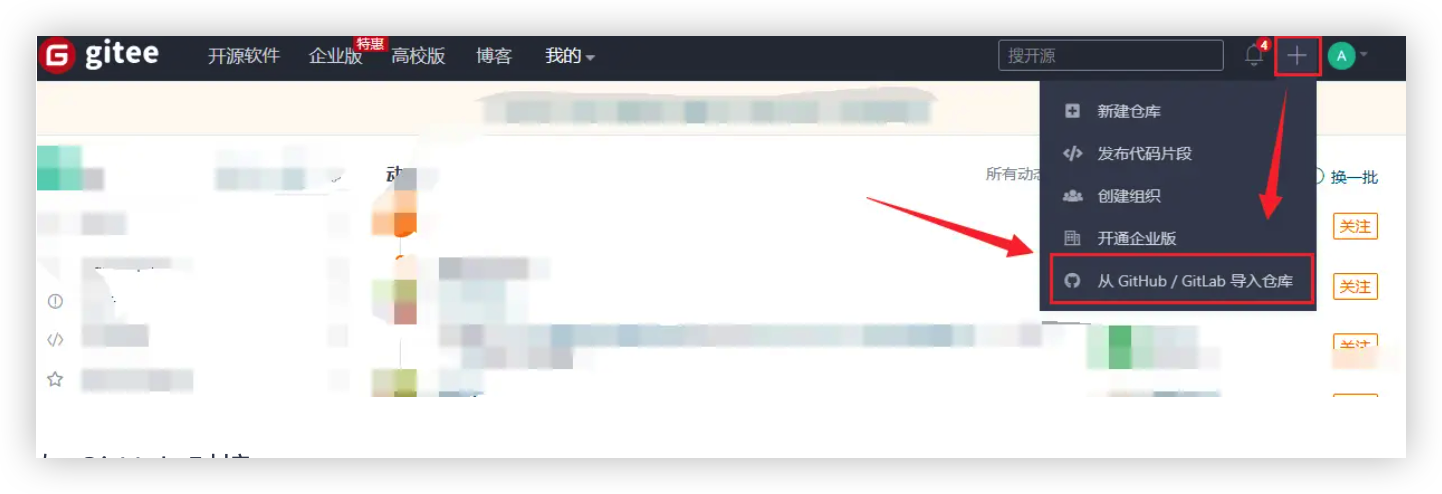 gitee 开源软件 企业版 特惠 高校版 博客 我的 搜开源 4 A
新建仓库
发布代码片段
所有动态 换一批
创建组织
关注
开通企业版
从 GitHub / GitLab 导入仓库
关注
关注